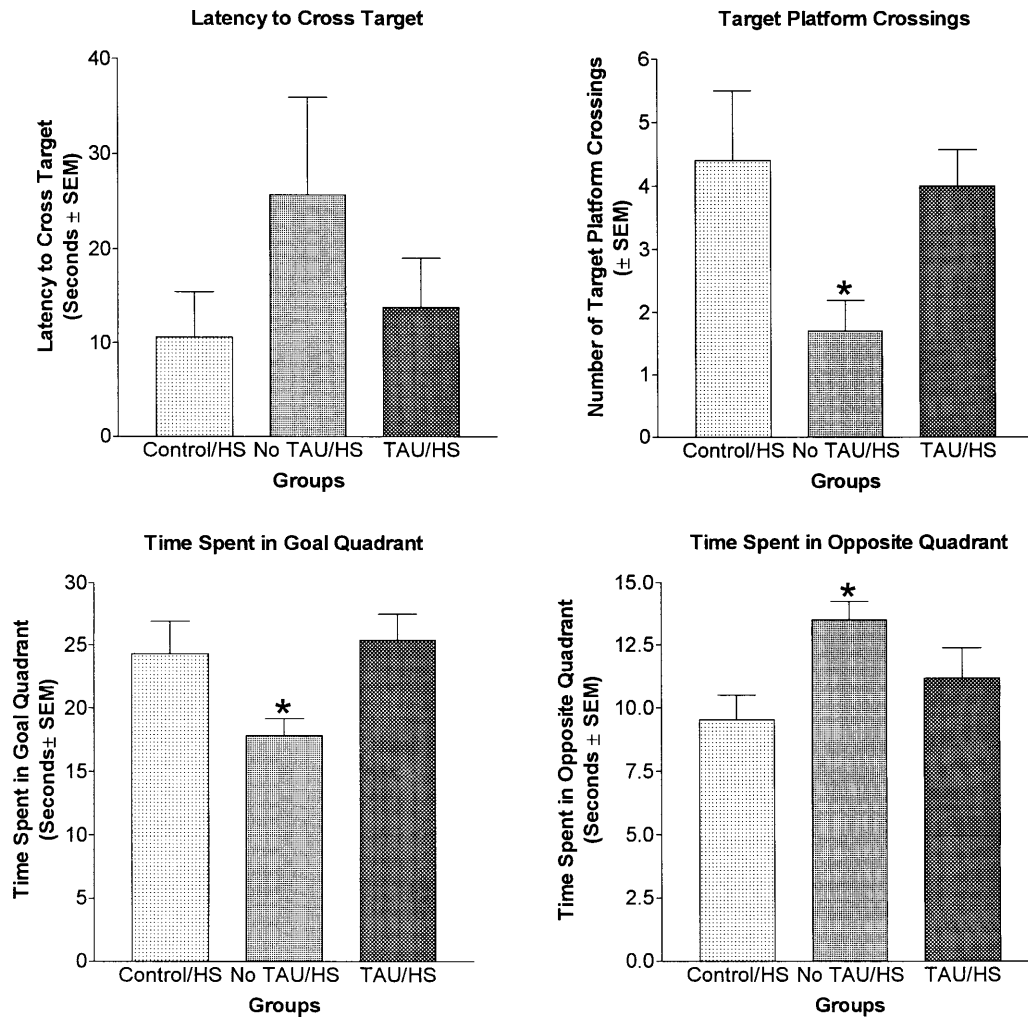 Latency to Cross Target
Latency to Cross Target
(Seconds ± SEM)
40
30
20
10
0
Control/HS No TAU/HS TAU/HS
Groups
Target Platform Crossings
Number of Target Platform Crossings
(± SEM)
6
5
4
3
2
1
0
*
Control/HS No TAU/HS TAU/HS
Groups
Time Spent in Goal Quadrant
Time Spent in Goal Quadrant
(Seconds± SEM)
30
25
20
15
10
5
0
*
Control/HS No TAU/HS TAU/HS
Groups
Time Spent in Opposite Quadrant
Time Spent in Opposite Quadrant
(Seconds ± SEM)
15.0
12.5
10.0
7.5
5.0
2.5
0.0
*
Control/HS No TAU/HS TAU/HS
Groups